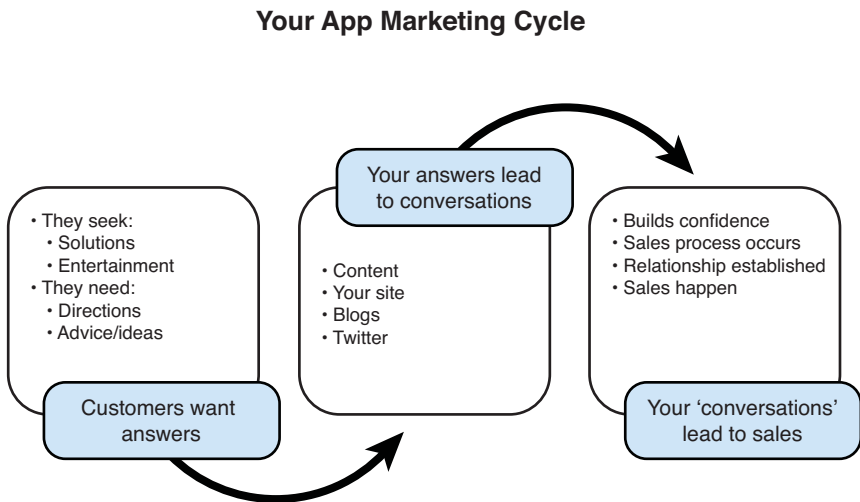 Your App Marketing Cycle
• They seek:
• Solutions
• Entertainment
• They need:
• Directions
• Advice/ideas
Customers want
answers
Your answers lead
to conversations
• Content
• Your site
• Blogs
• Twitter
• Builds confidence
• Sales process occurs
• Relationship established
• Sales happen
Your ‘conversations’
lead to sales